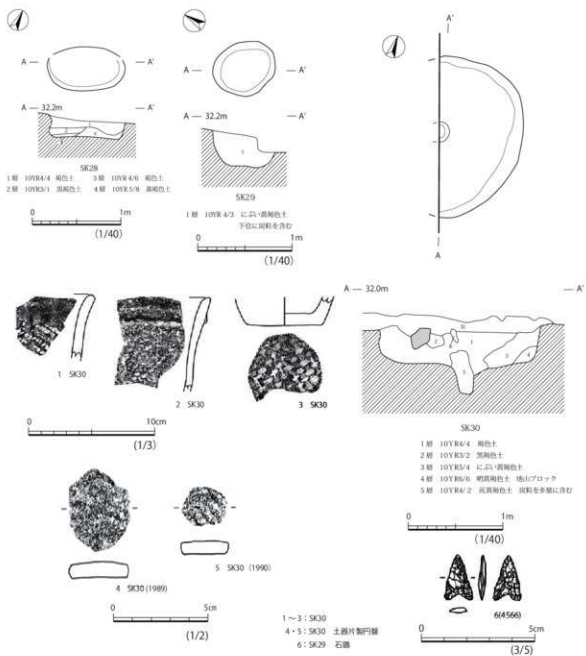 A — — A'
A — 32.2m — A'
SK28
1層 10YR4/4 褐色土 3層 10YR4/6 褐色土
2層 10YR3/1 黒褐色土 4層 10YR5/8 黄褐色土
0 1m
(1/40)
A — — A'
A — 32.2m — A'
1
SK29
1層 10YR 4/3 にぶい黄褐色土
下位に炭粒を含む
0 1m
(1/40)
A'
A
A — 32.0m — A'
1
2
3
4
5
SK30
1層 10YR4/4 褐色土
2層 10YR3/2 黒褐色土
3層 10YR5/4 にぶい黄褐色土
4層 10YR6/6 明黄褐色土 地山ブロック
5層 10YR4/2 灰黄褐色土 炭粒を多量に含む
0 1m
(1/40)
1 SK30
2 SK30
3 SK30
0 10cm
(1/3)
4 SK30 (1989)
5 SK30 (1990)
0 5cm
(1/2)
1～3：SK30
4・5：SK30 土器片製円盤
6：SK29 石鏃
6(4566)
0 5cm
(3/5)